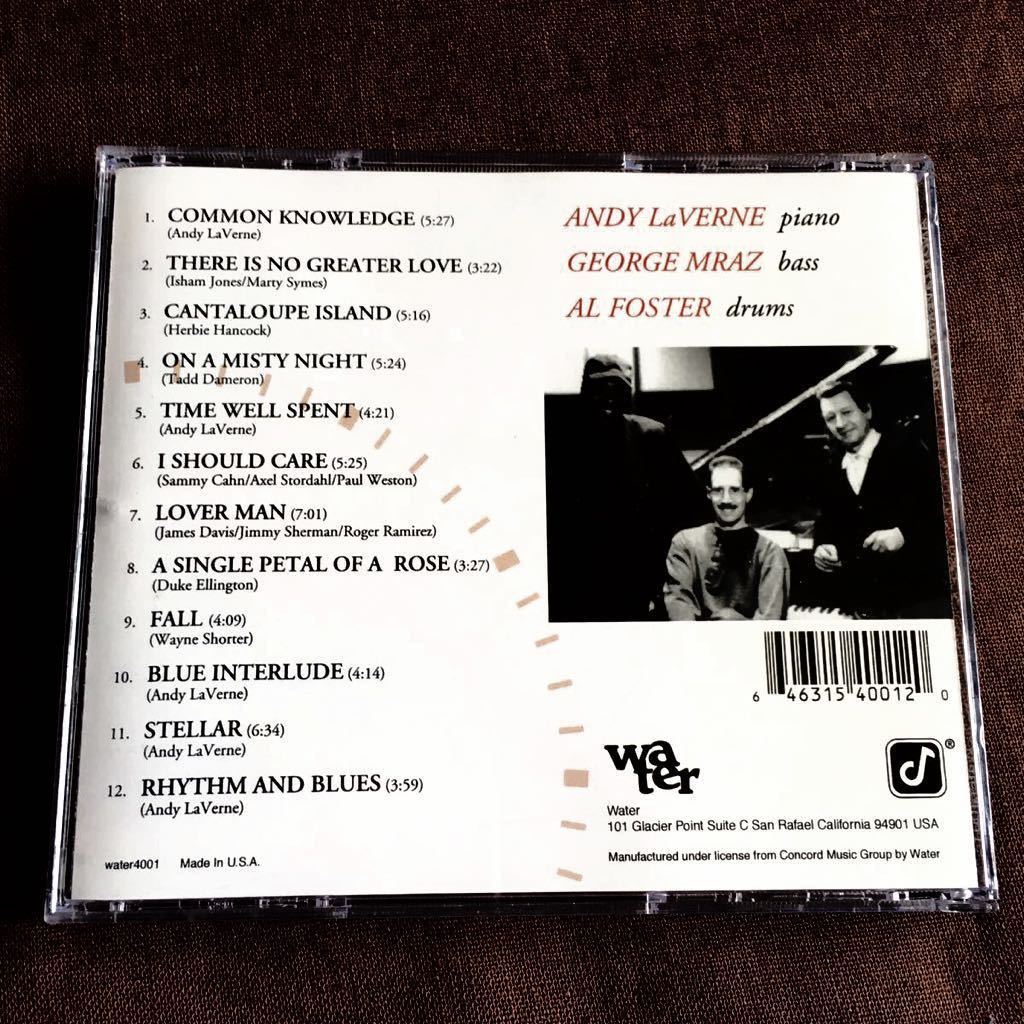 1. COMMON KNOWLEDGE (5:27)
(Andy LaVerne)
2. THERE IS NO GREATER LOVE (3:22)
(Isham Jones/Marty Symes)
3. CANTALOUPE ISLAND (5:16)
(Herbie Hancock)
4. ON A MISTY NIGHT (5:24)
(Tadd Dameron)
5. TIME WELL SPENT (4:21)
(Andy LaVerne)
6. I SHOULD CARE (5:25)
(Sammy Cahn/Axel Stordahl/Paul Weston)
7. LOVER MAN (7:01)
(James Davis/Jimmy Sherman/Roger Ramirez)
8. A SINGLE PETAL OF A ROSE (3:27)
(Duke Ellington)
9. FALL (4:09)
(Wayne Shorter)
10. BLUE INTERLUDE (4:14)
(Andy LaVerne)
11. STELLAR (6:34)
(Andy LaVerne)
12. RHYTHM AND BLUES (3:59)
(Andy LaVerne)
water4001 Made In U.S.A.
ANDY LaVERNE piano
GEORGE MRAZ bass
AL FOSTER drums
6 46315 40012 0
wa
ter
®
Water
101 Glacier Point Suite C San Rafael California 94901 USA
Manufactured under license from Concord Music Group by Water